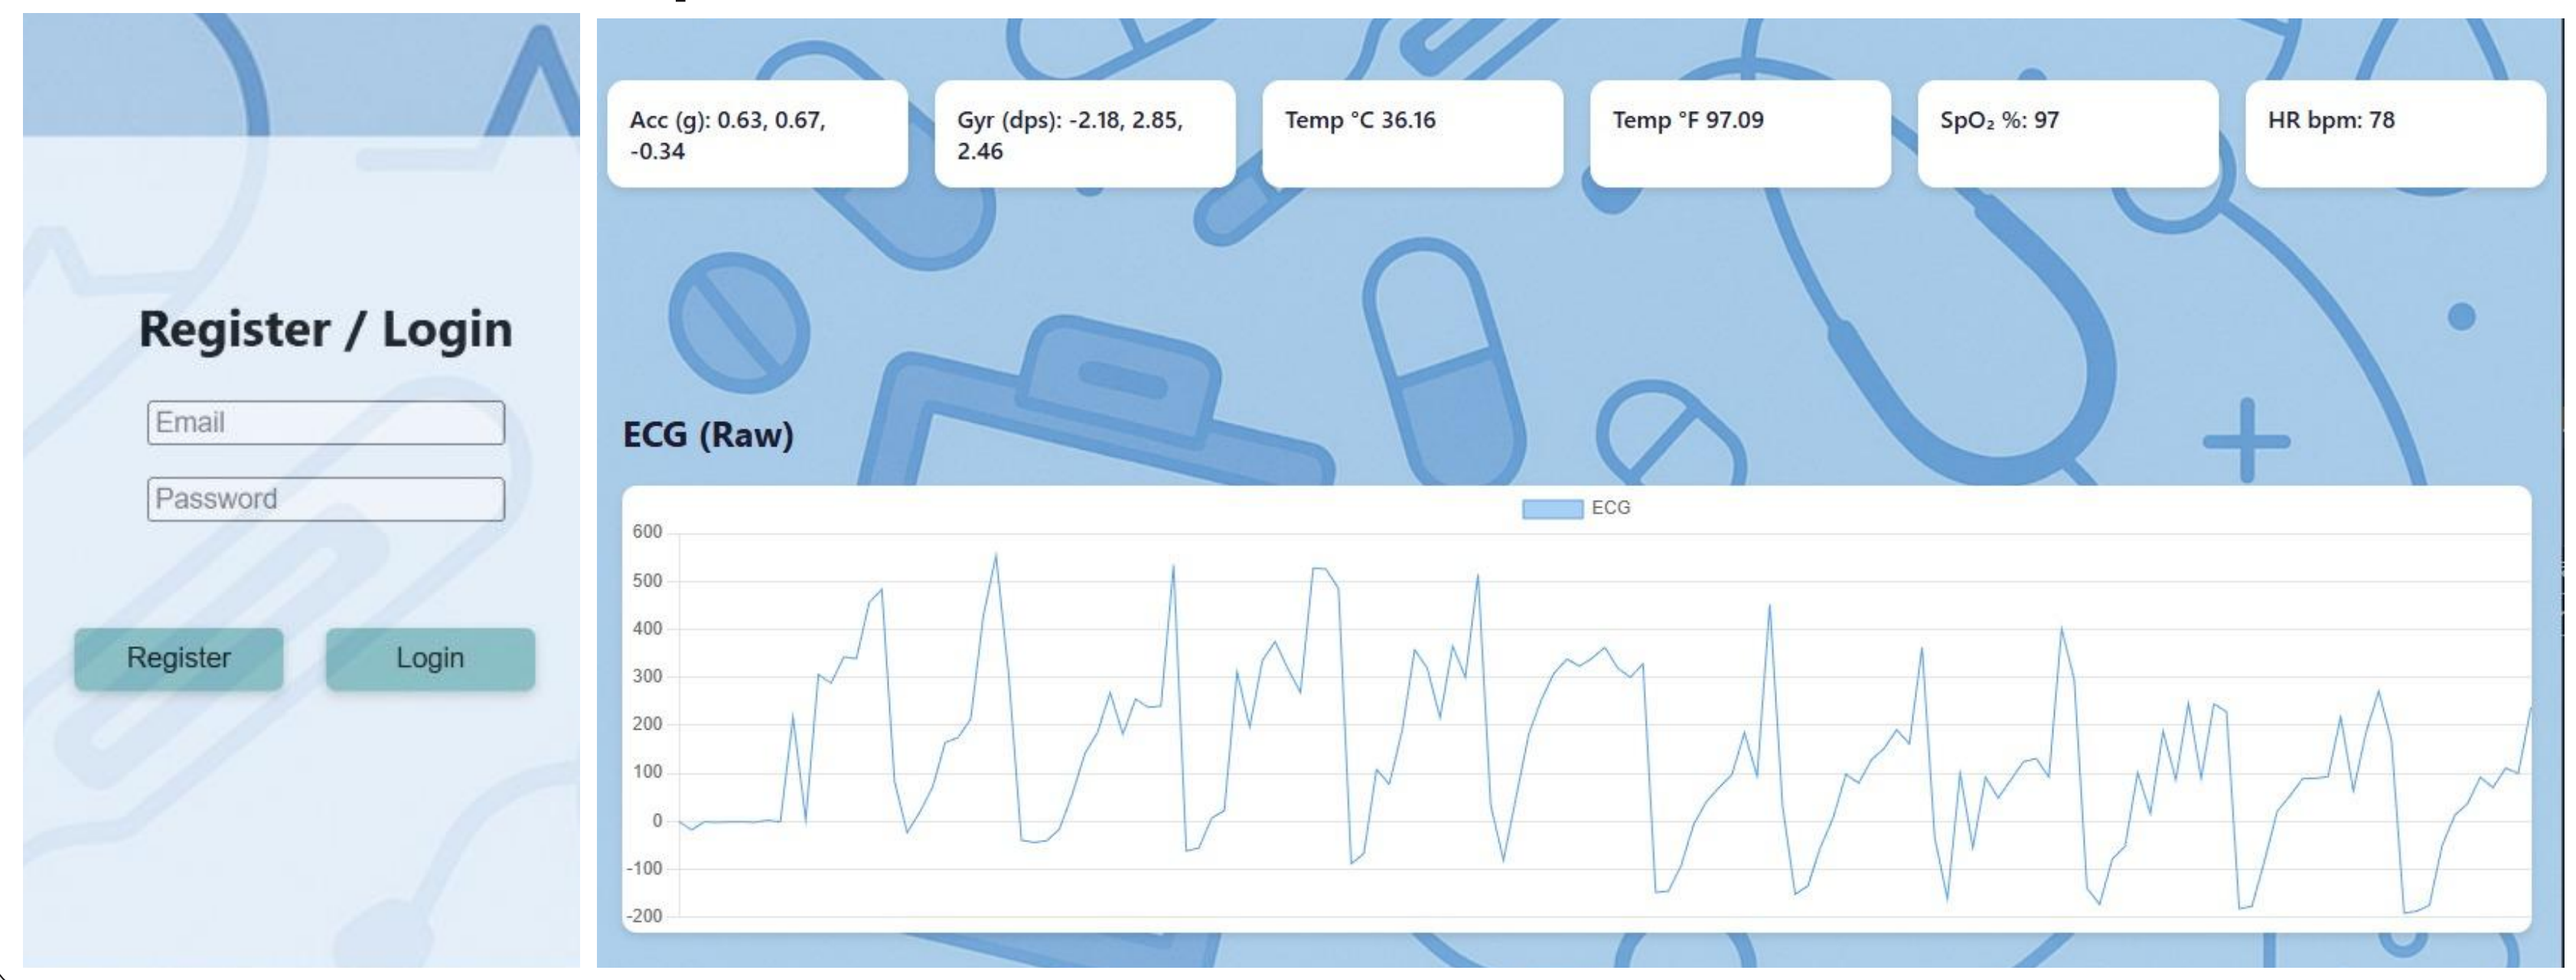 Register / Login
Email
Password
Register
Login
Acc (g): 0.63, 0.67,
-0.34
Gyr (dps): -2.18, 2.85,
2.46
Temp °C 36.16
Temp °F 97.09
SpO₂ %: 97
HR bpm: 78
ECG (Raw)
ECG
600
500
400
300
200
100
0
-100
-200